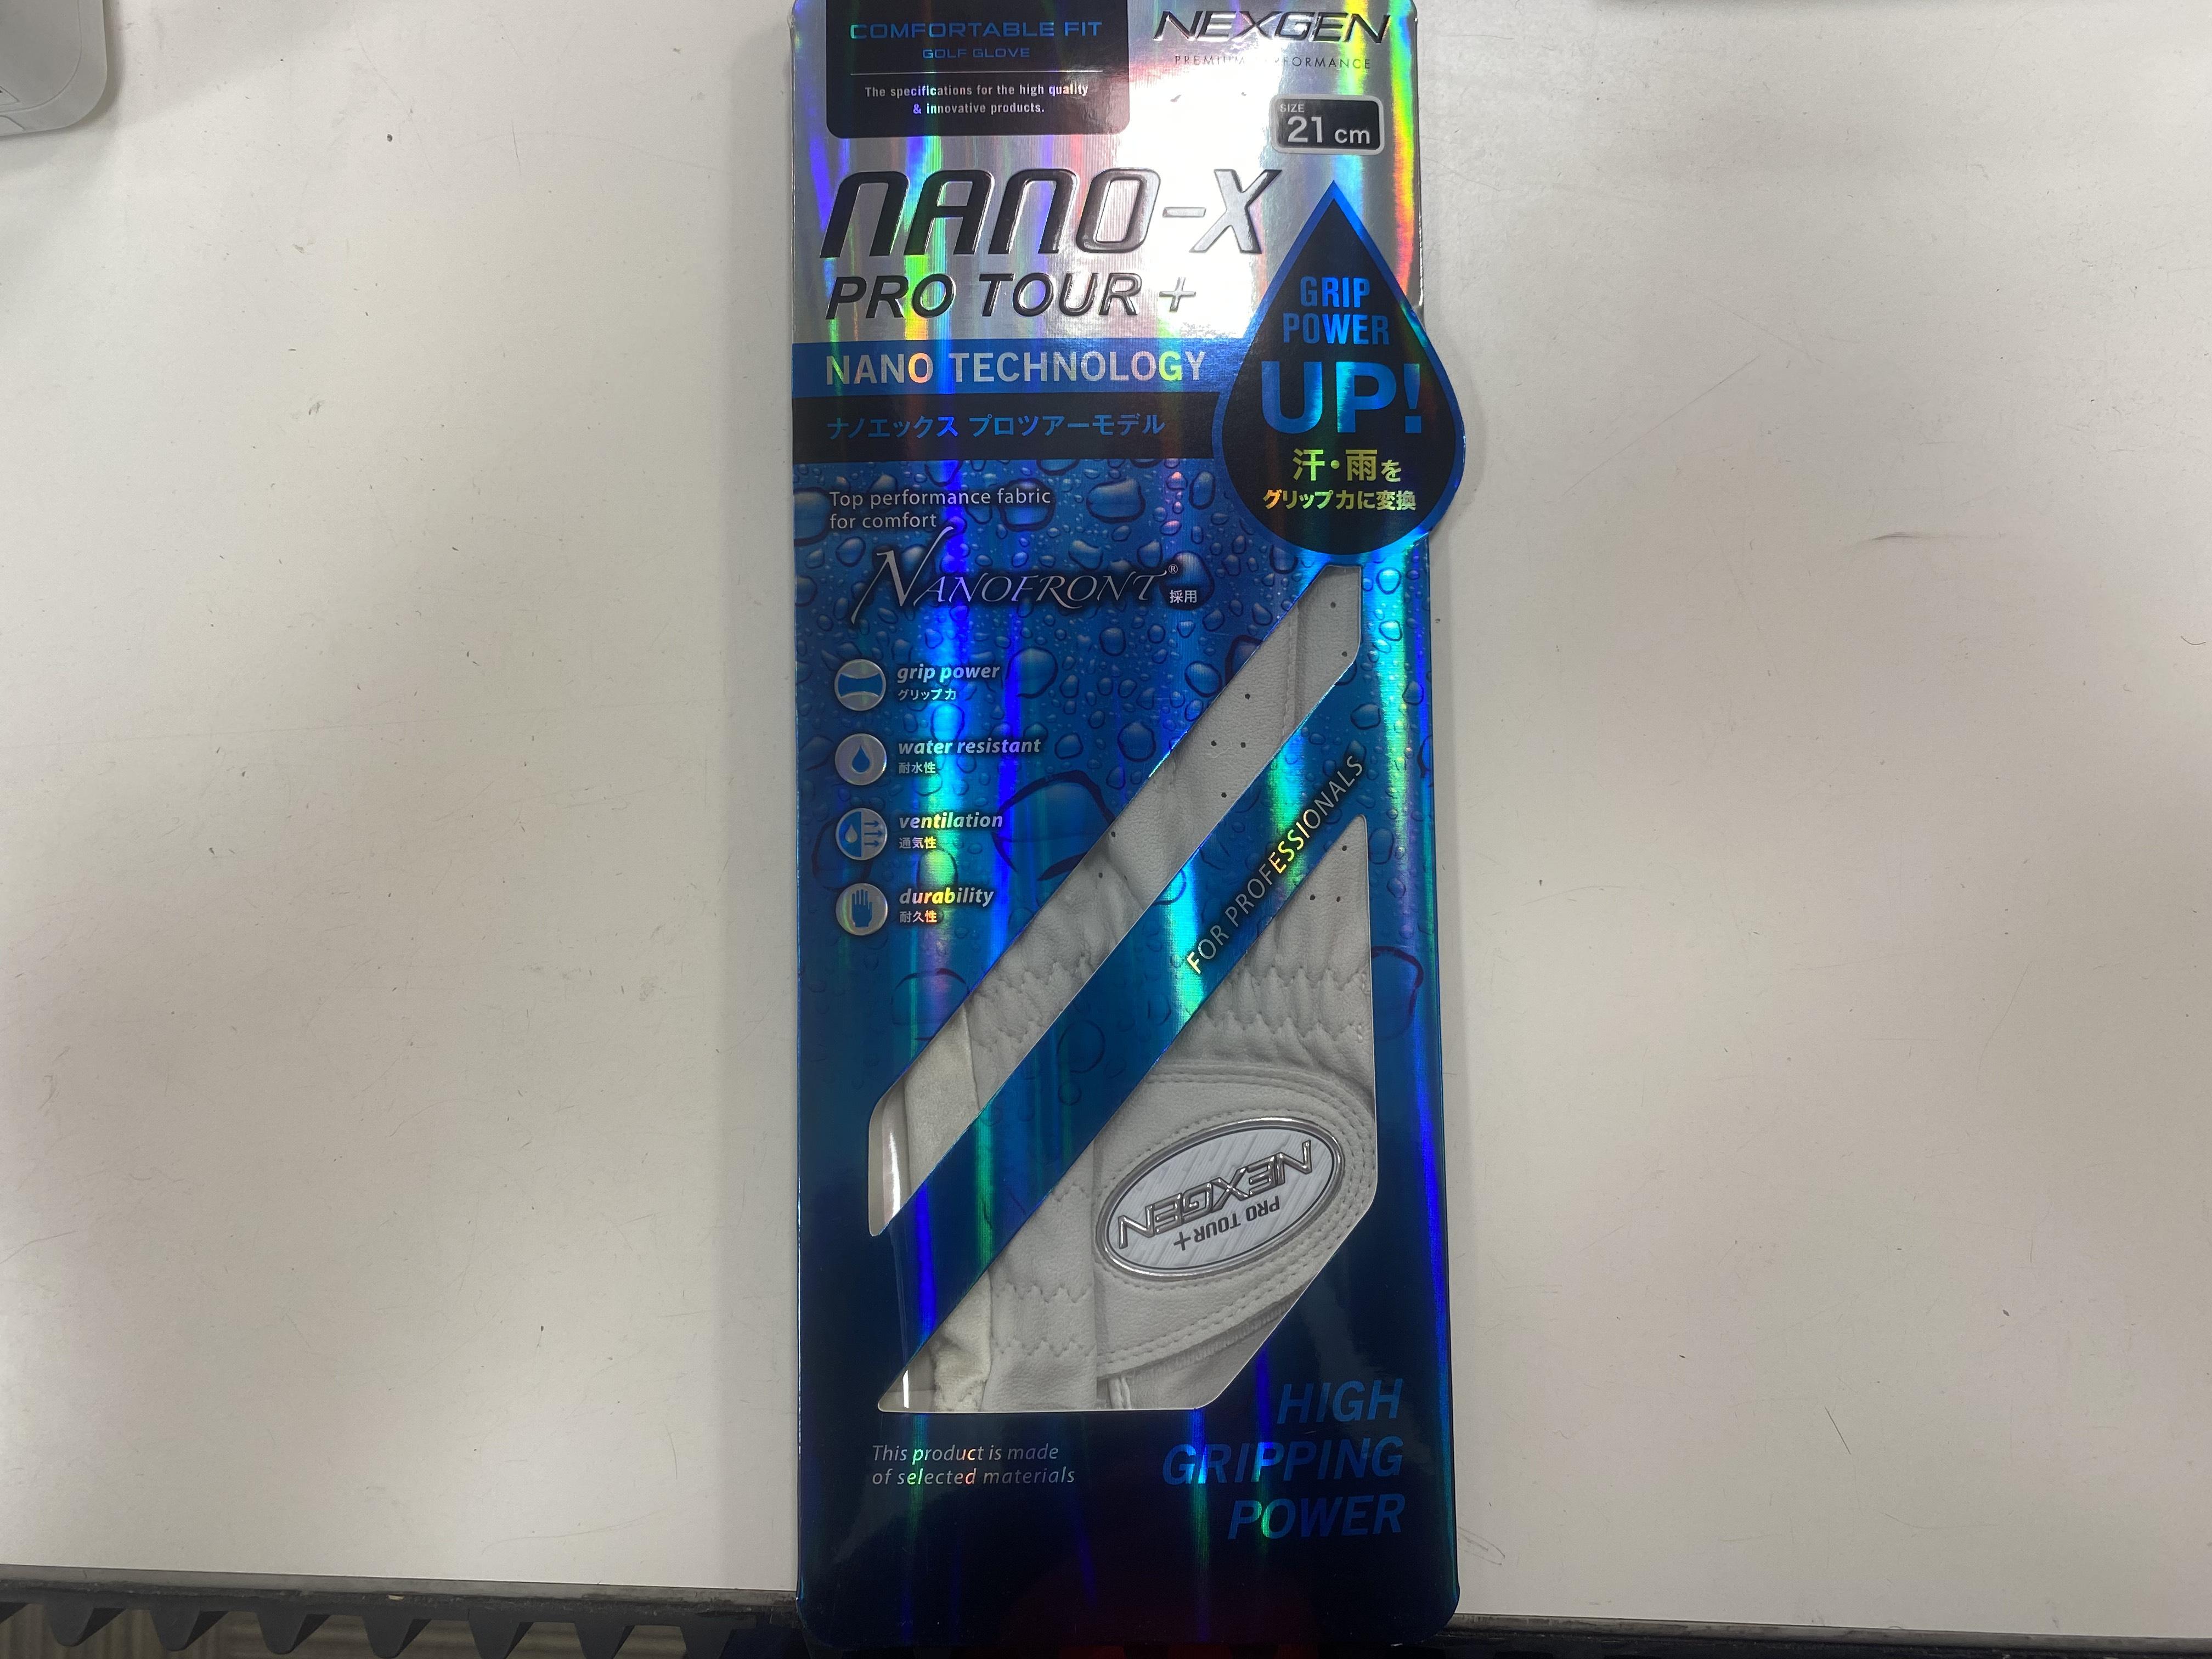 COMFORTABLE FIT
GOLF GLOVE
The specifications for the high quality
& innovative products.
NEXGEN
PREMIUM PERFORMANCE
SIZE
21 cm
NANO-X
PRO TOUR +
NANO TECHNOLOGY
ナノエックス プロツアーモデル
GRIP
POWER
UP!
汗・雨を
グリップ力に変換
Top performance fabric
for comfort
NANOFRONT® 採用
grip power
グリップ力
water resistant
耐水性
ventilation
通気性
durability
耐久性
FOR PROFESSIONALS
NEXGEN
PRO TOUR+
This product is made
of selected materials
HIGH
GRIPPING
POWER